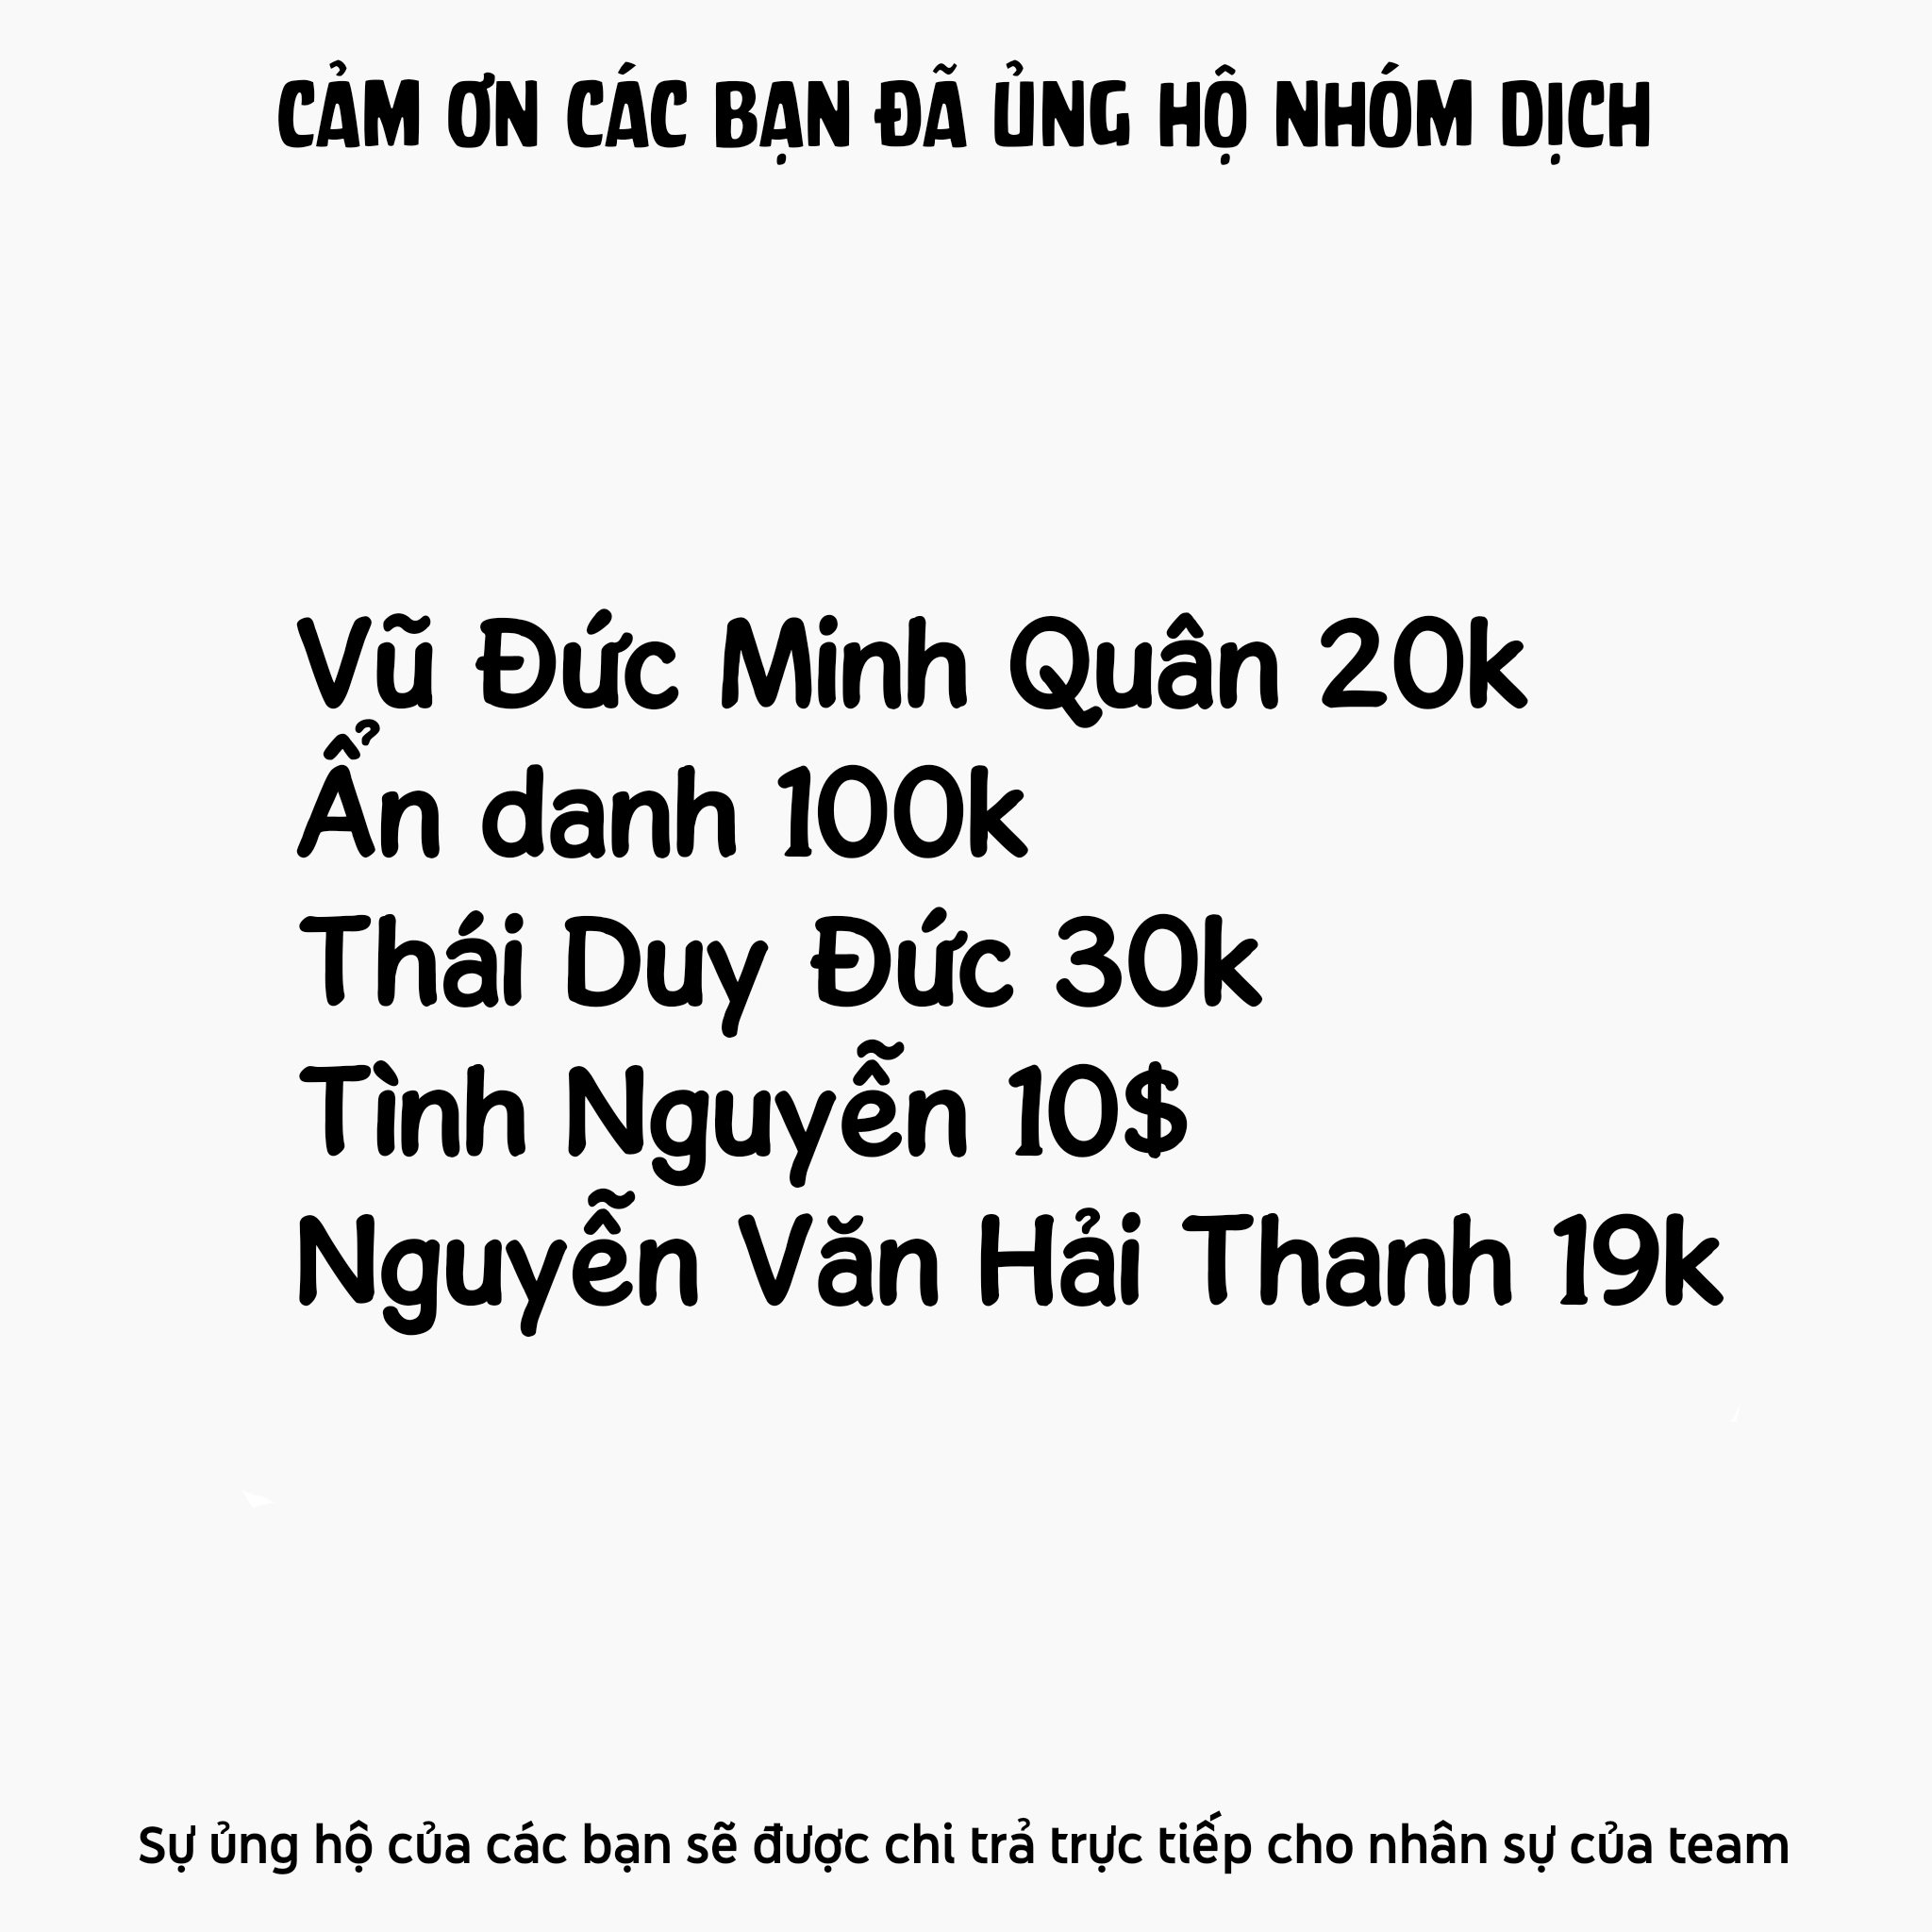 CẢM ƠN CÁC BẠN ĐÃ ỦNG HỘ NHÓM DỊCH
Vũ Đức Minh Quân 20k
Ẩn danh 100k
Thái Duy Đức 30k
Tình Nguyễn 10$
Nguyễn Văn Hải Thanh 19k
Sự ủng hộ của các bạn sẽ được chi trả trực tiếp cho nhân sự của team